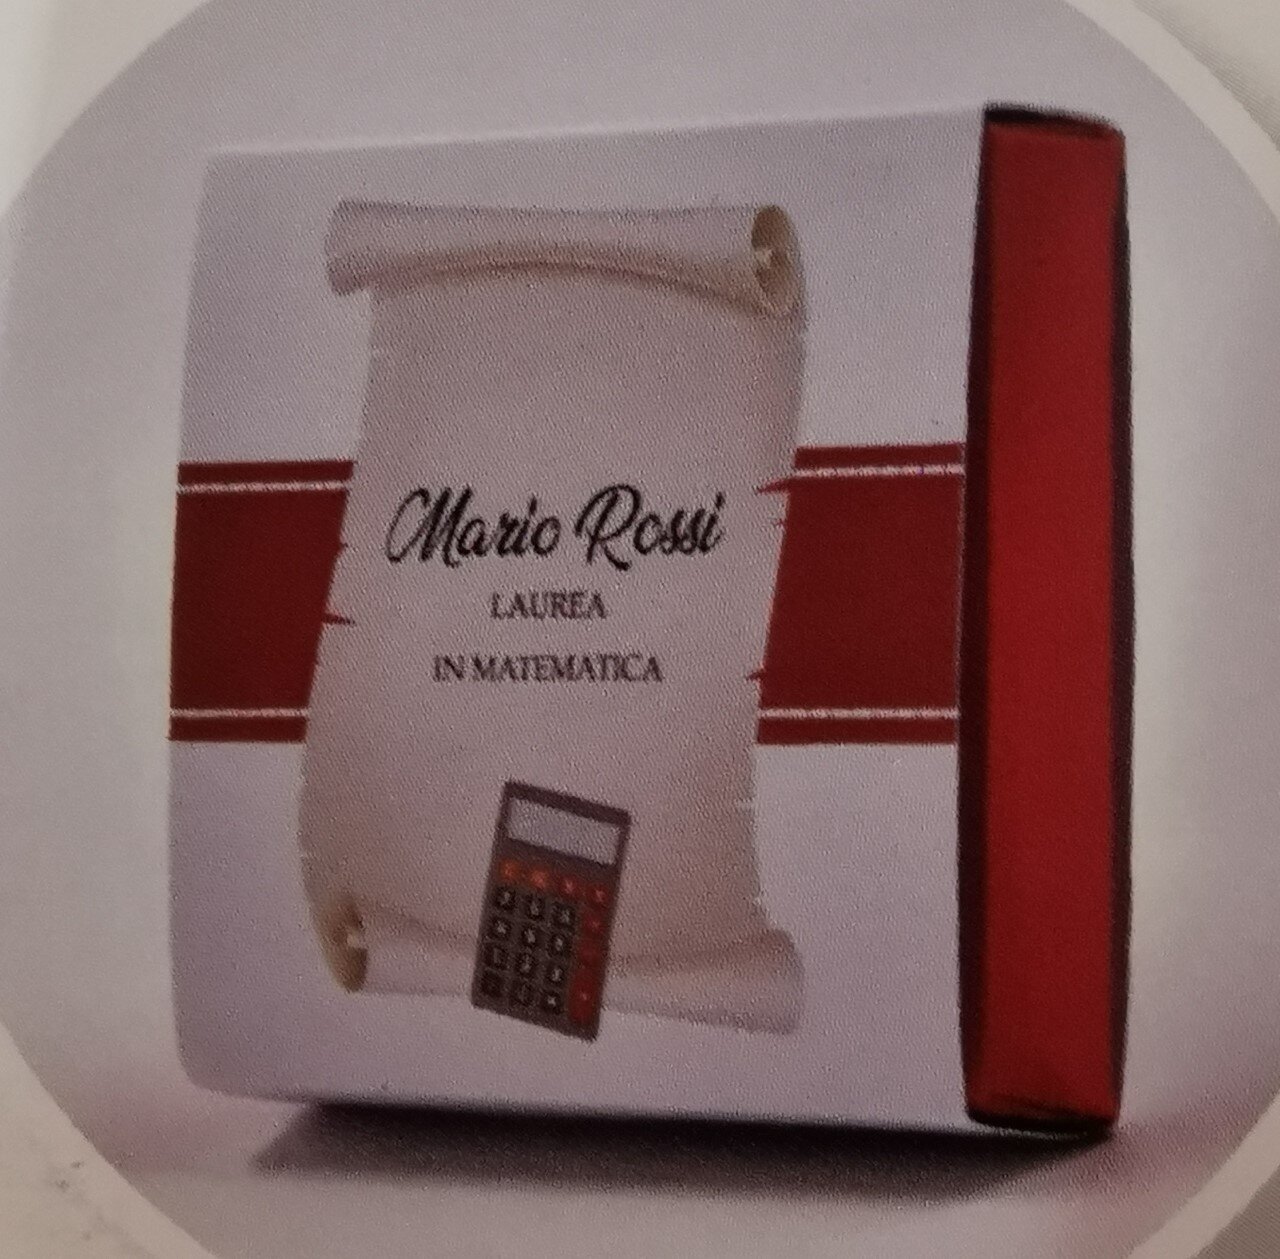 Mario Rossi
LAUREA
IN MATEMATICA